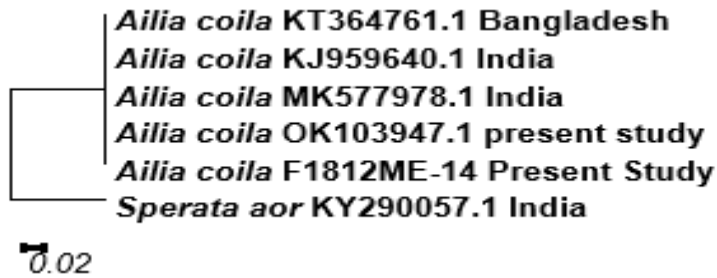 Ailia coila KT364761.1 Bangladesh
Ailia coila KJ959640.1 India
Ailia coila MK577978.1 India
Ailia coila OK103947.1 present study
Ailia coila F1812ME-14 Present Study
Sperata aor KY290057.1 India
0.02